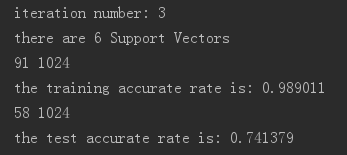 iteration number: 3
there are 6 Support Vectors
91 1024
the training accurate rate is: 0.989011
58 1024
the test accurate rate is: 0.741379